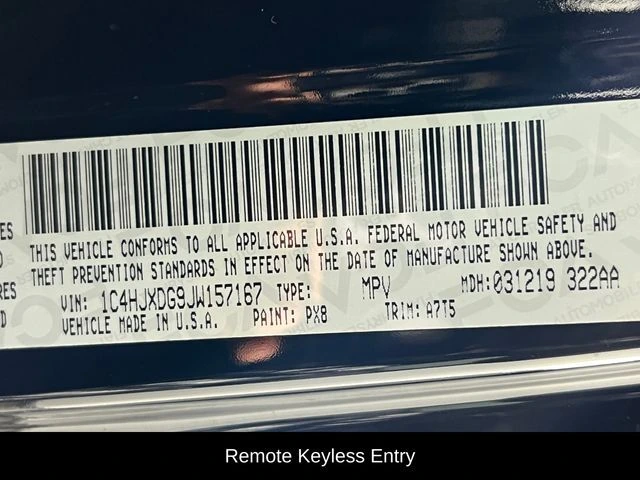 THIS VEHICLE CONFORMS TO ALL APPLICABLE U.S.A. FEDERAL MOTOR VEHICLE SAFETY AND
THEFT PREVENTION STANDARDS IN EFFECT ON THE DATE OF MANUFACTURE SHOWN ABOVE.
VIN: 1C4HJXDG9JW157167 TYPE: MPV MDH: 031219 322AA
VEHICLE MADE IN U.S.A. PAINT: PX8 TRIM: A7T5
Remote Keyless Entry